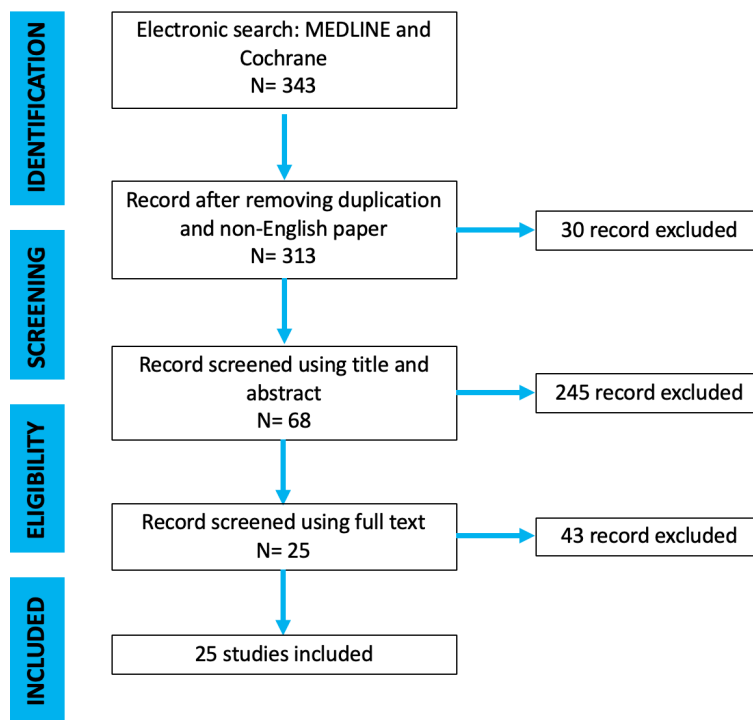 IDENTIFICATION
Electronic search: MEDLINE and
Cochrane
N= 343
Record after removing duplication
and non-English paper
N= 313
30 record excluded
SCREENING
Record screened using title and
abstract
N= 68
245 record excluded
ELIGIBILITY
Record screened using full text
N= 25
43 record excluded
INCLUDED
25 studies included